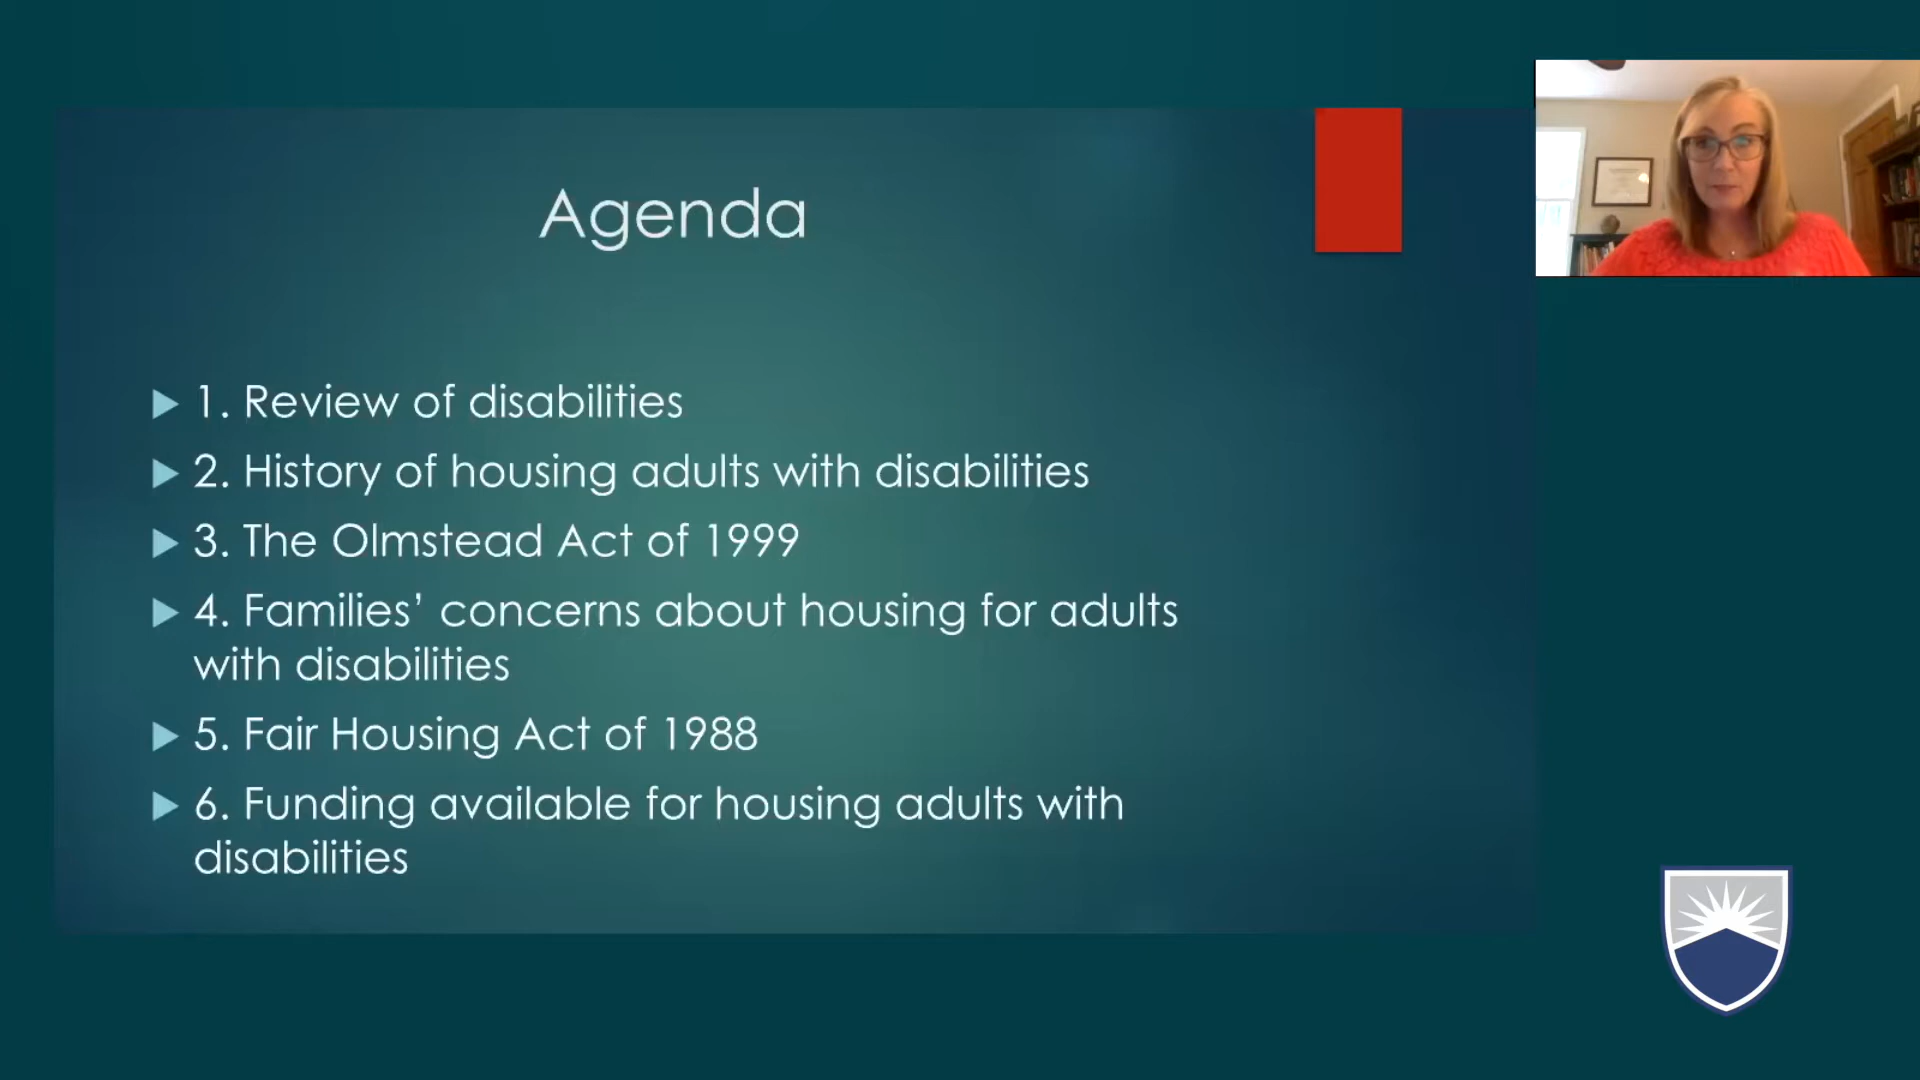 Agenda
1. Review of disabilities
2. History of housing adults with disabilities
3. The Olmstead Act of 1999
4. Families’ concerns about housing for adults
with disabilities
5. Fair Housing Act of 1988
6. Funding available for housing adults with
disabilities